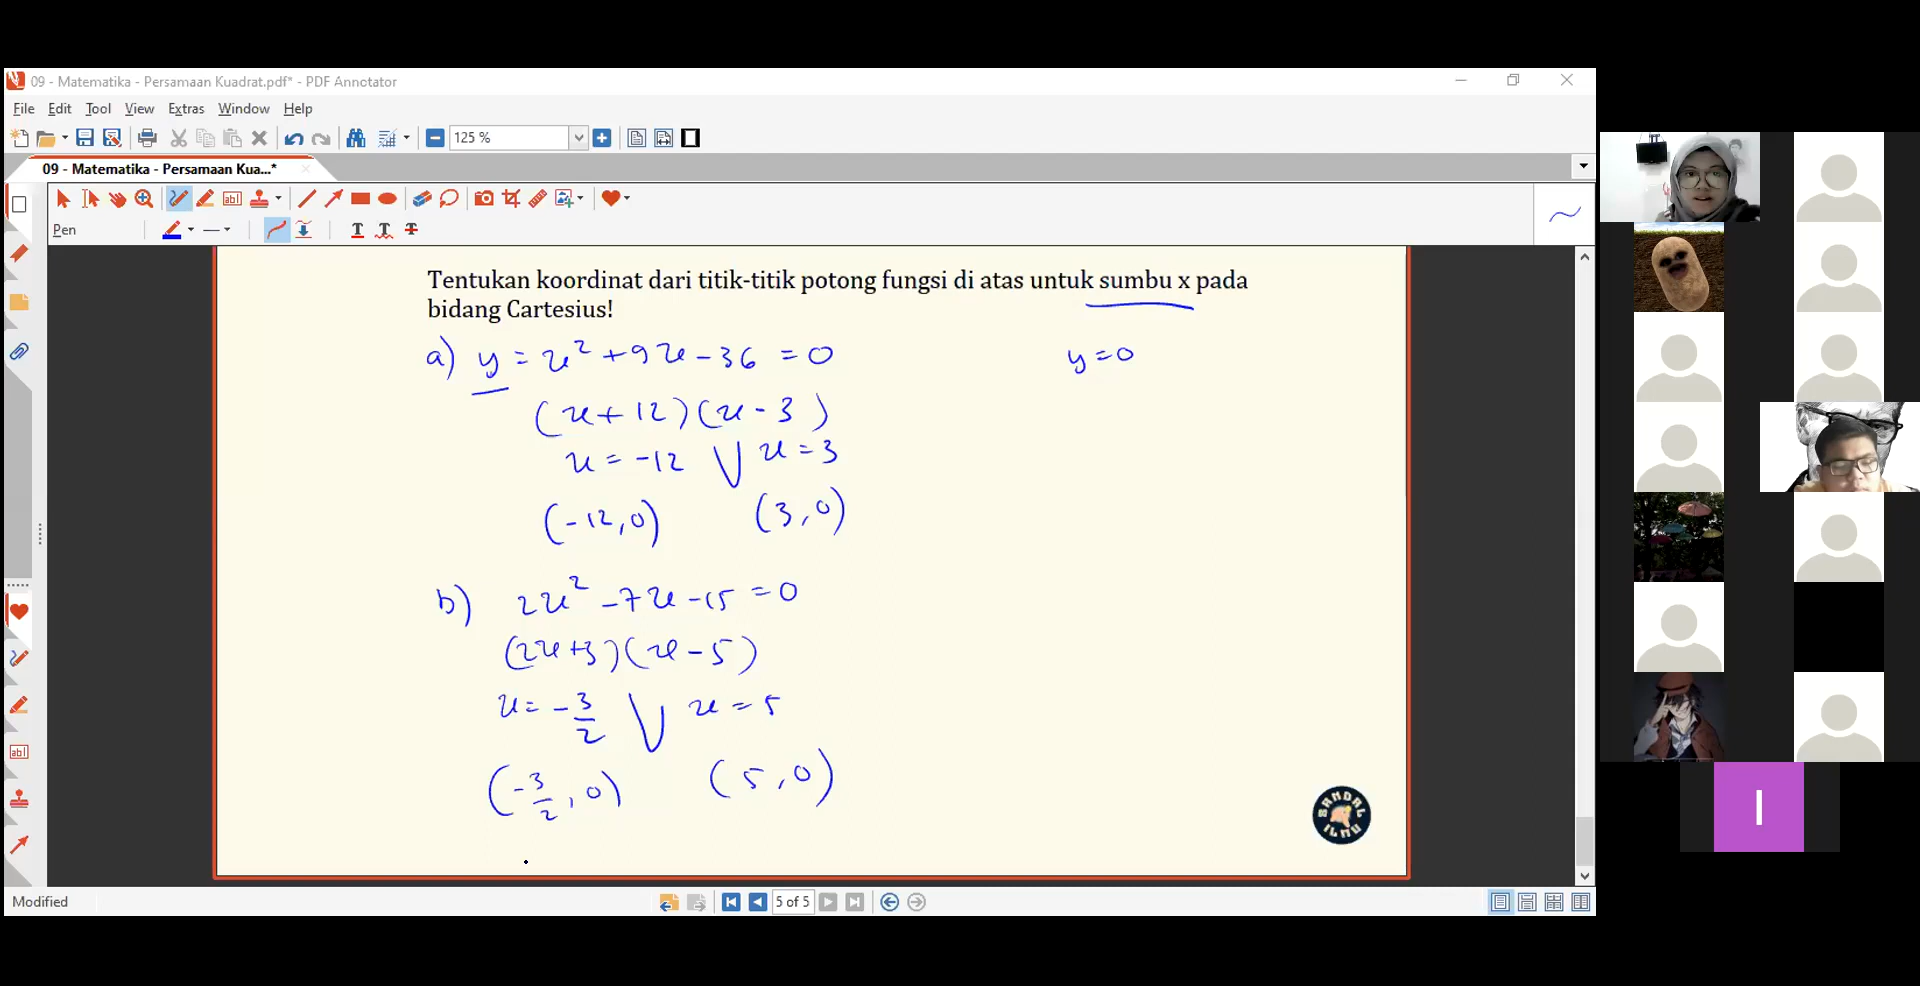 09 - Matematika - Persamaan Kuadrat.pdf* - PDF Annotator
File Edit Tool View Extras Window Help
125 %
09 - Matematika - Persamaan Kua...*
Pen
Tentukan koordinat dari titik-titik potong fungsi di atas untuk sumbu x pada
bidang Cartesius!
a) y = x² + 9x - 36 = 0
y = 0
(x + 12)(x - 3)
x = -12 ∨ x = 3
(-12, 0) (3, 0)
b) 2x² - 7x - 15 = 0
(2x + 3)(x - 5)
x = -3/2 ∨ x = 5
(-3/2, 0) (5, 0)
SANDAL
ILMU
Modified
5 of 5
I